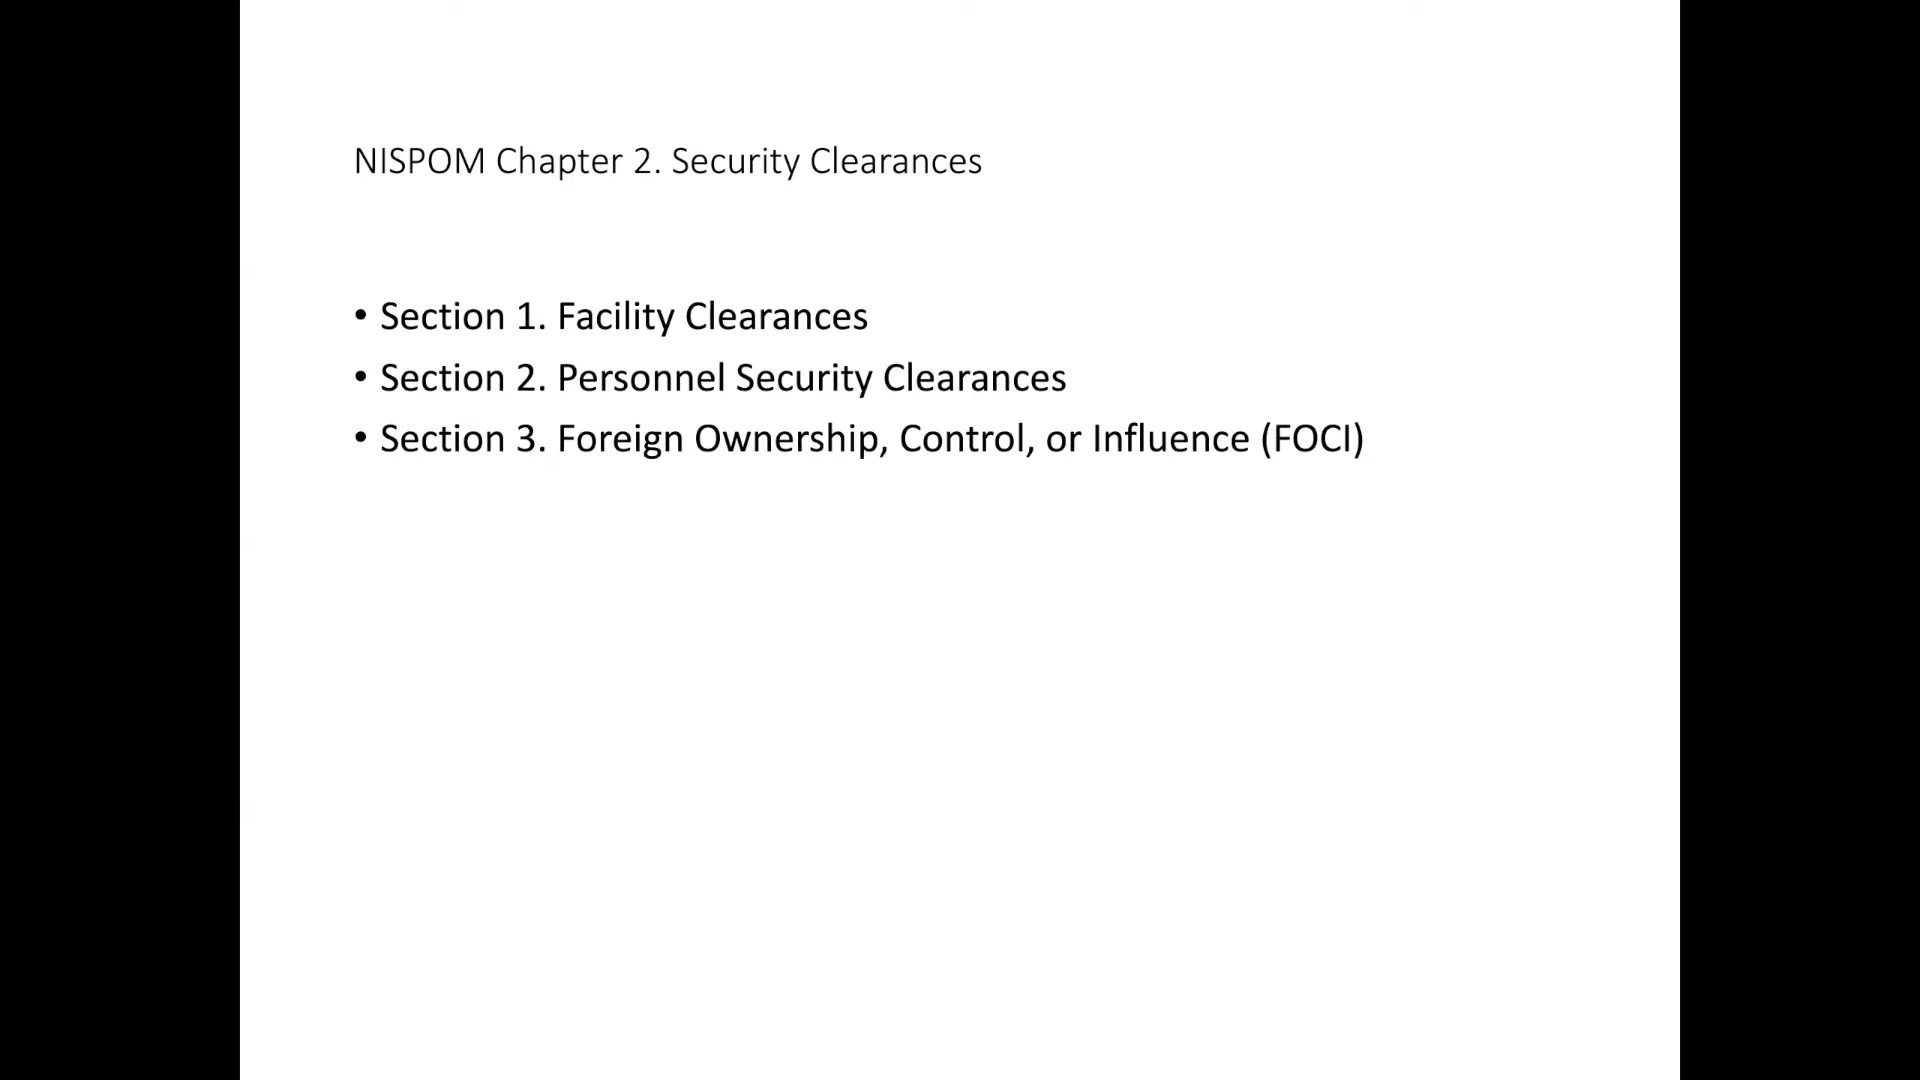 NISPOM Chapter 2. Security Clearances
• Section 1. Facility Clearances
• Section 2. Personnel Security Clearances
• Section 3. Foreign Ownership, Control, or Influence (FOCI)